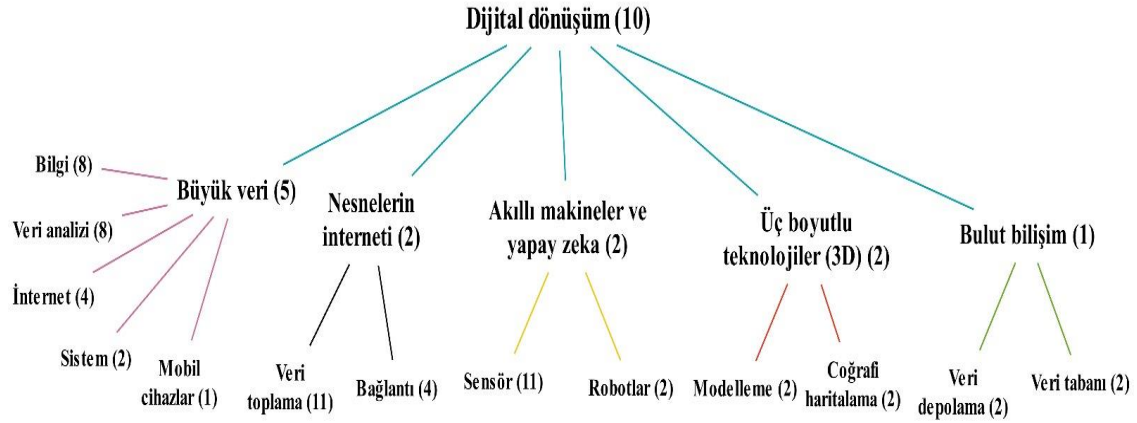 Dijital dönüşüm (10)
Bilgi (8)
Büyük veri (5)
Veri analizi (8)
İnternet (4)
Sistem (2)
Mobil
cihazlar (1)
Nesnelerin
interneti (2)
Veri
toplama (11)
Bağlantı (4)
Akıllı makineler ve
yapay zeka (2)
Sensör (11)
Robotlar (2)
Üç boyutlu
teknolojiler (3D) (2)
Modelleme (2)
Coğrafi
haritalama (2)
Bulut bilişim (1)
Veri
depolama (2)
Veri tabanı (2)